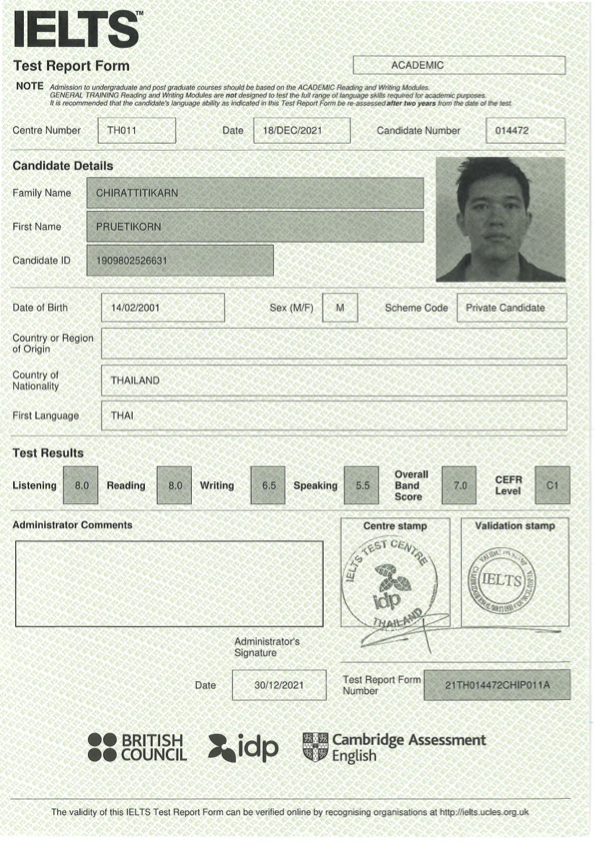 IELTS™
Test Report Form
ACADEMIC
NOTE Admission to undergraduate and post graduate courses should be based on the ACADEMIC Reading and Writing Modules.
GENERAL TRAINING Reading and Writing Modules are not designed to test the full range of language skills required for academic purposes.
It is recommended that the candidate's language ability as indicated in this Test Report Form be re-assessed after two years from the date of the test.
Centre Number TH011 Date 18/DEC/2021 Candidate Number 014472
Candidate Details
Family Name CHIRATTITIKARN
First Name PRUETIKORN
Candidate ID 1909802526631
Date of Birth 14/02/2001 Sex (M/F) M Scheme Code Private Candidate
Country or Region
of Origin
Country of
Nationality THAILAND
First Language THAI
Test Results
Listening 8.0 Reading 8.0 Writing 6.5 Speaking 5.5 Overall Band Score 7.0 CEFR Level C1
Administrator Comments
Centre stamp
Validation stamp
IELTS TEST CENTRE
idp
THAILAND
IELTS
Administrator's
Signature
Date 30/12/2021
Test Report Form
Number 21TH014472CHIP011A
BRITISH
COUNCIL
idp
Cambridge Assessment
English
The validity of this IELTS Test Report Form can be verified online by recognising organisations at http://ielts.ucles.org.uk